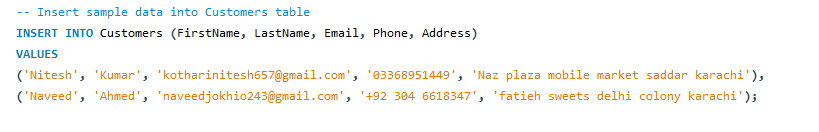 -- Insert sample data into Customers table
INSERT INTO Customers (FirstName, LastName, Email, Phone, Address)
VALUES
('Nitesh', 'Kumar', 'kotharinitesh657@gmail.com', '03368951449', 'Naz plaza mobile market saddar karachi'),
('Naveed', 'Ahmed', 'naveedjokhio243@gmail.com', '+92 304 6618347', 'fatieh sweets delhi colony karachi');